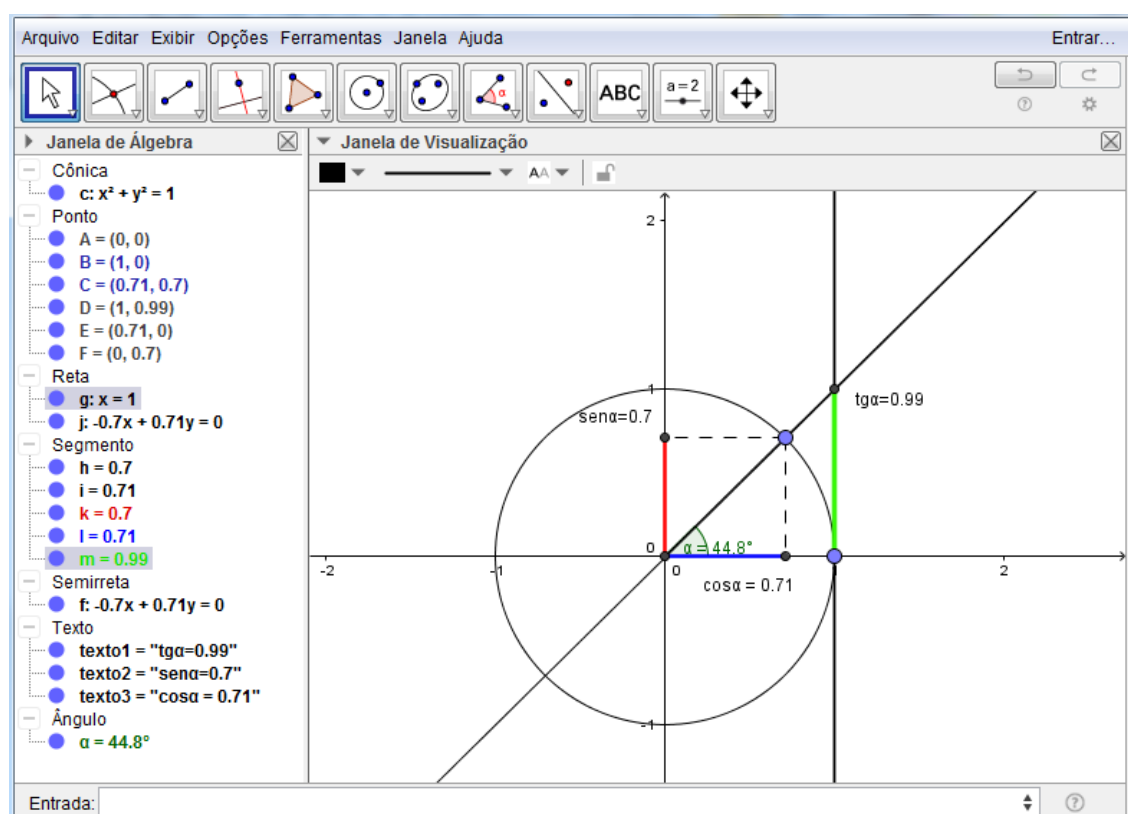 Arquivo Editar Exibir Opções Ferramentas Janela Ajuda Entrar...
ABC a=2
α
Janela de Álgebra
Cônica
c: x² + y² = 1
Ponto
A = (0, 0)
B = (1, 0)
C = (0.71, 0.7)
D = (1, 0.99)
E = (0.71, 0)
F = (0, 0.7)
Reta
g: x = 1
j: -0.7x + 0.71y = 0
Segmento
h = 0.7
i = 0.71
k = 0.7
l = 0.71
m = 0.99
Semirreta
f: -0.7x + 0.71y = 0
Texto
texto1 = "tgα=0.99"
texto2 = "senα=0.7"
texto3 = "cosα = 0.71"
Ângulo
α = 44.8°
Janela de Visualização
AA
2
1
tgα=0.99
senα=0.7
0
α = 44.8°
-2 -1 0 1 2
cosα = 0.71
-1
Entrada: